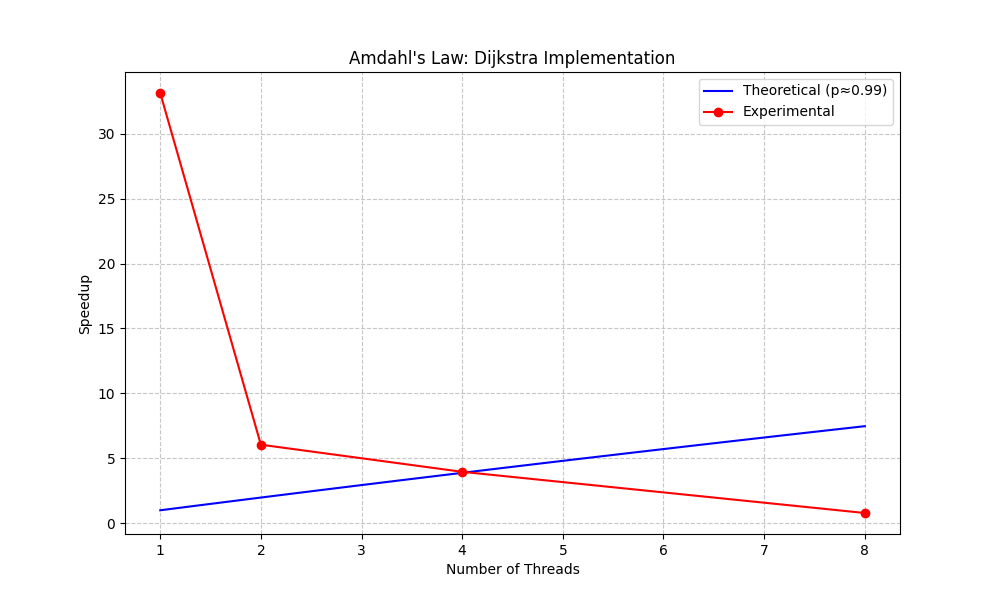 Amdahl's Law: Dijkstra Implementation
Theoretical (p≈0.99)
Experimental
Speedup
30
25
20
15
10
5
0
1 2 3 4 5 6 7 8
Number of Threads